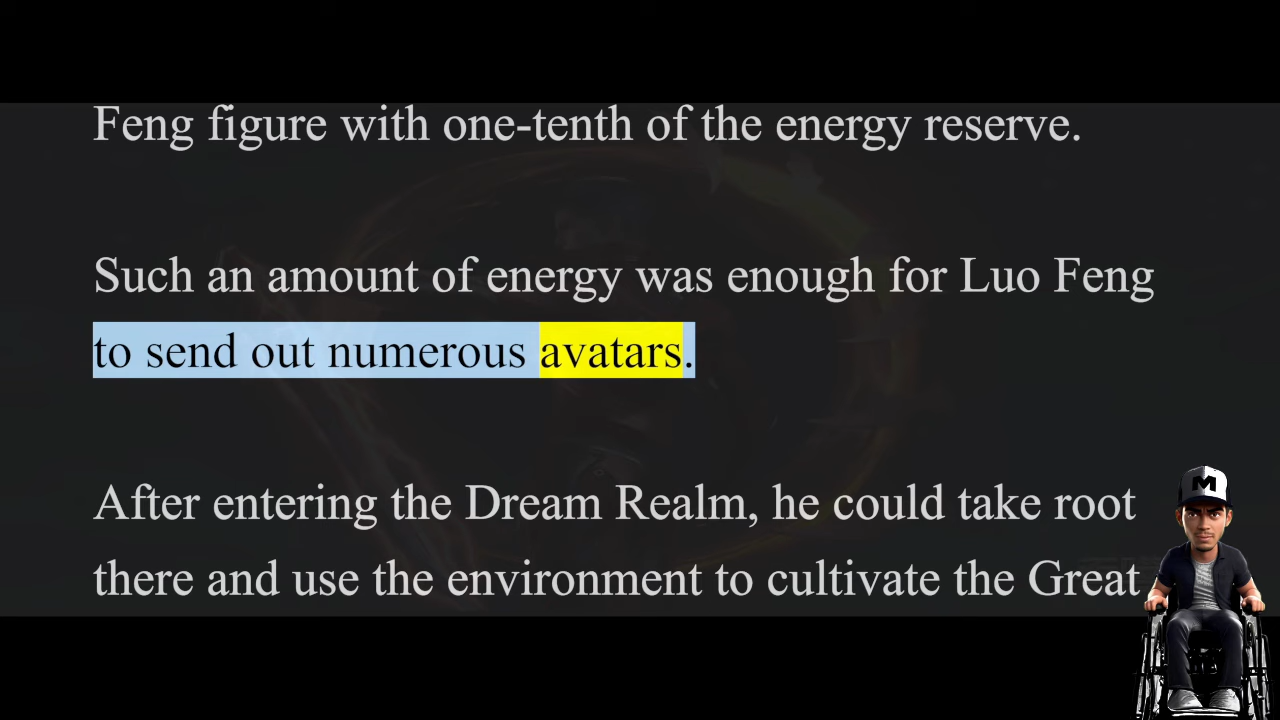 Feng figure with one-tenth of the energy reserve.
Such an amount of energy was enough for Luo Feng
to send out numerous avatars.
After entering the Dream Realm, he could take root
there and use the environment to cultivate the Great
M